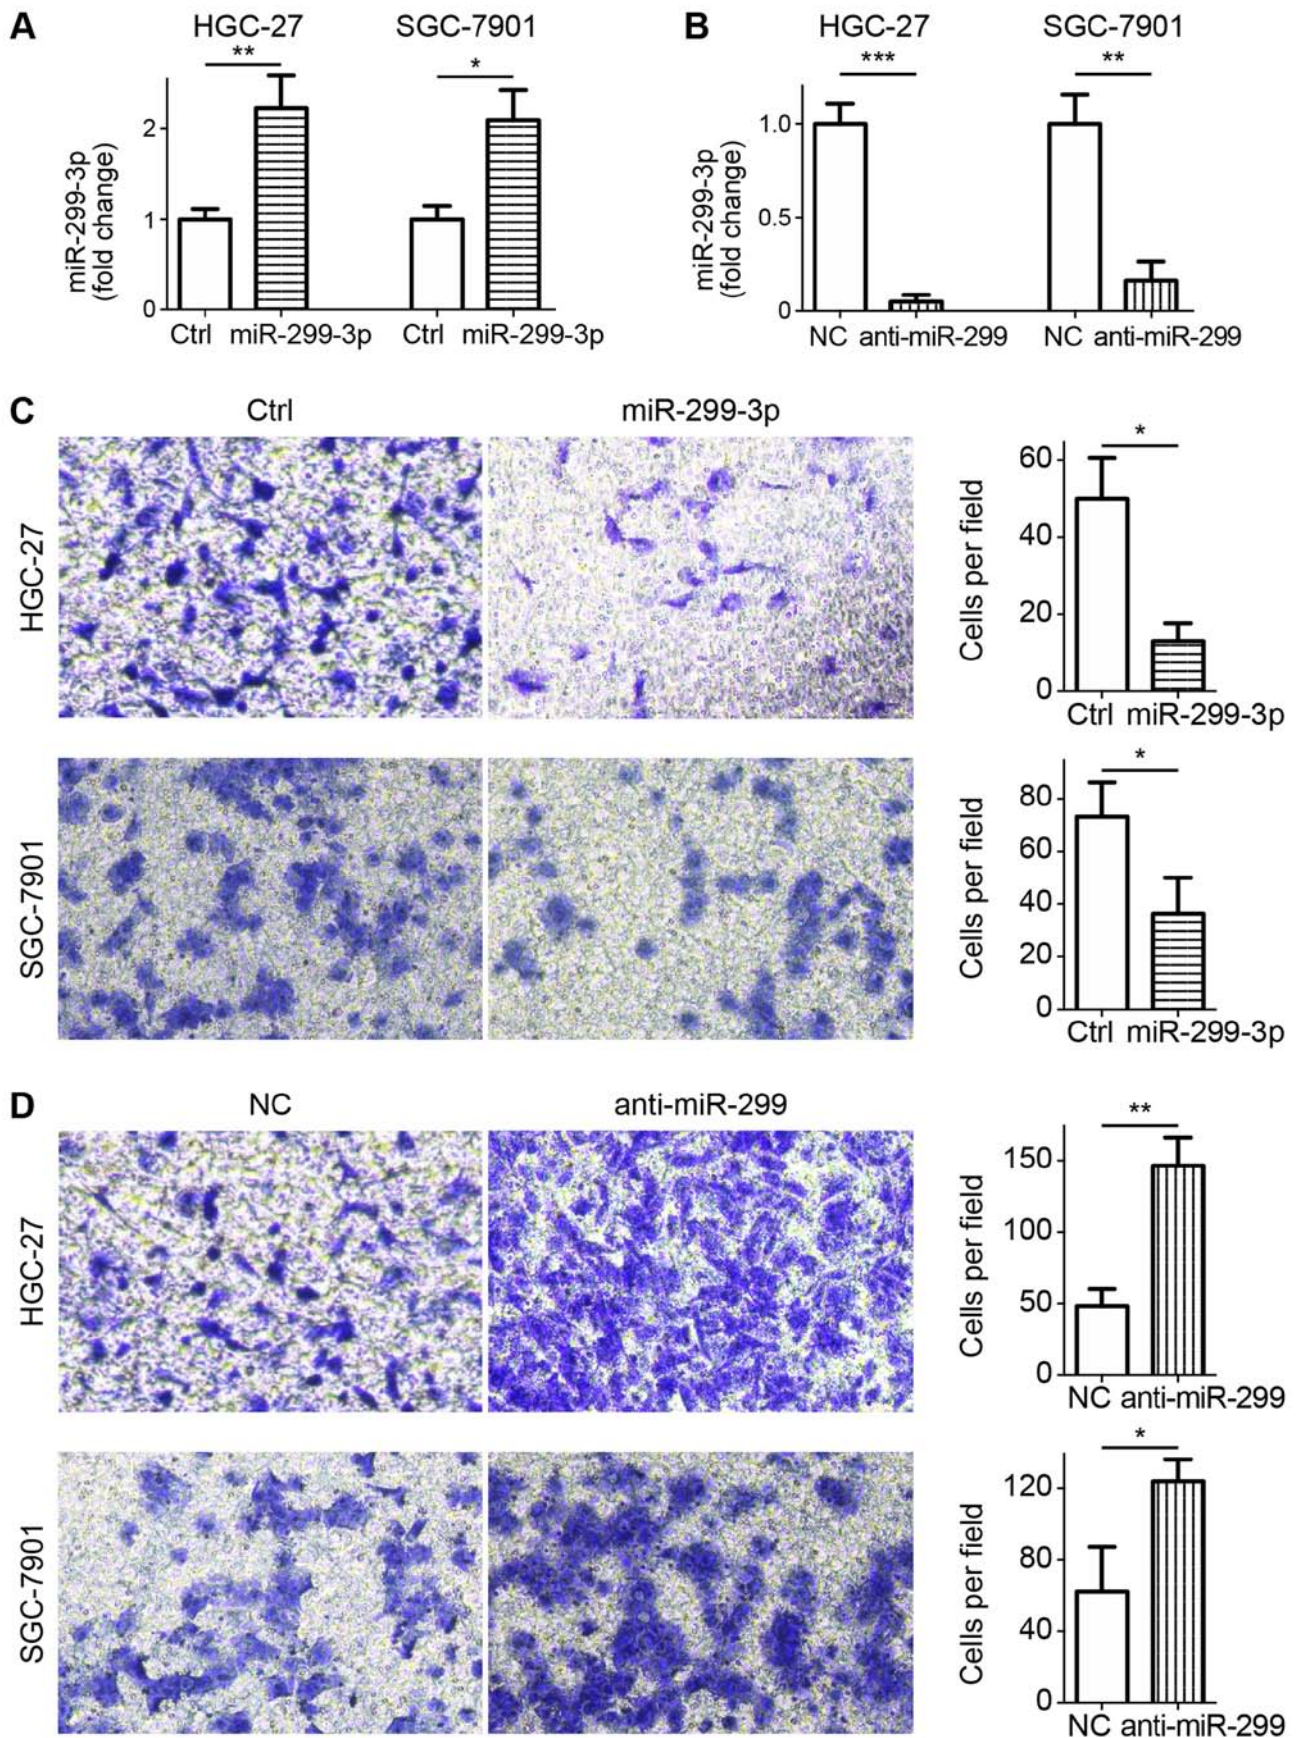 A
HGC-27
SGC-7901
**
*
miR-299-3p
(fold change)
2
1
0
Ctrl miR-299-3p
Ctrl miR-299-3p
B
HGC-27
SGC-7901
***
**
miR-299-3p
(fold change)
1.0
0.5
0
NC anti-miR-299
NC anti-miR-299
C
Ctrl
miR-299-3p
HGC-27
*
Cells per field
60
40
20
0
Ctrl miR-299-3p
SGC-7901
*
Cells per field
80
60
40
20
0
Ctrl miR-299-3p
D
NC
anti-miR-299
HGC-27
**
Cells per field
150
100
50
0
NC anti-miR-299
SGC-7901
*
Cells per field
120
80
40
0
NC anti-miR-299